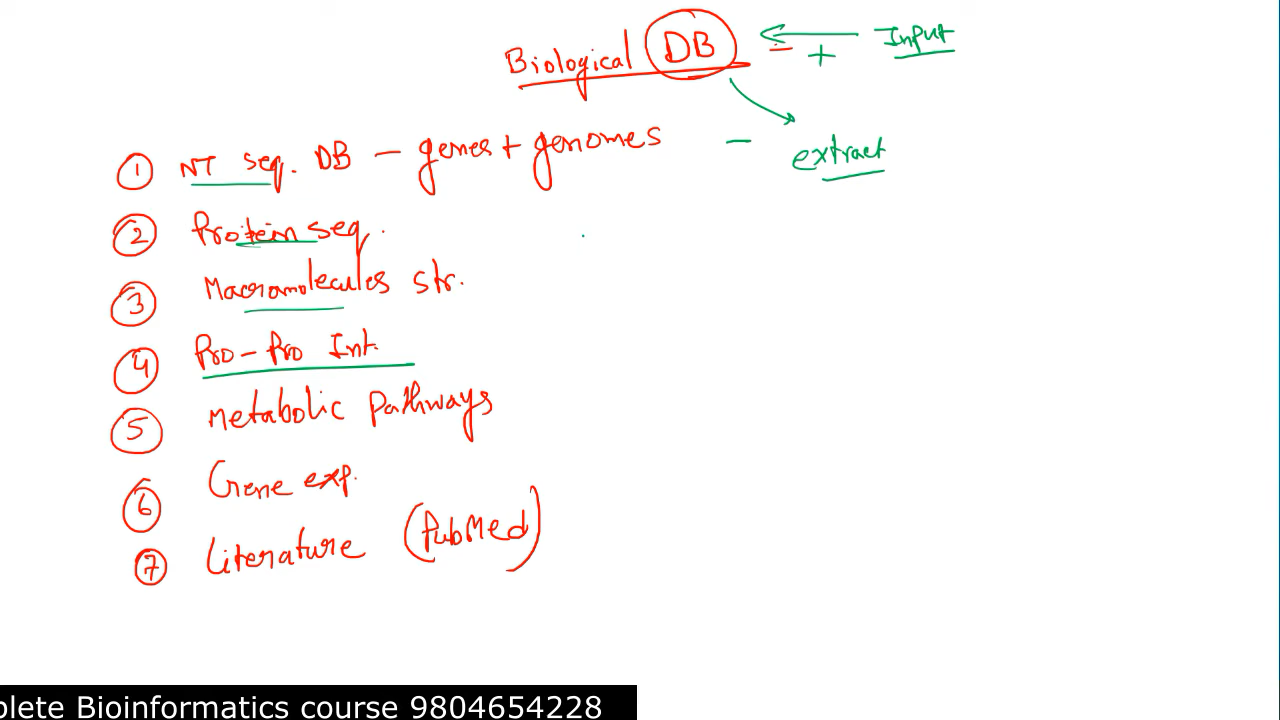 Biological DB ← Input
+
① NT seq. DB - genes + genomes - extract
② Protein seq.
③ Macromolecules str.
④ Pro-Pro Int.
⑤ Metabolic Pathways
⑥ Gene exp.
⑦ Literature (PubMed)
plete Bioinformatics course 9804654228